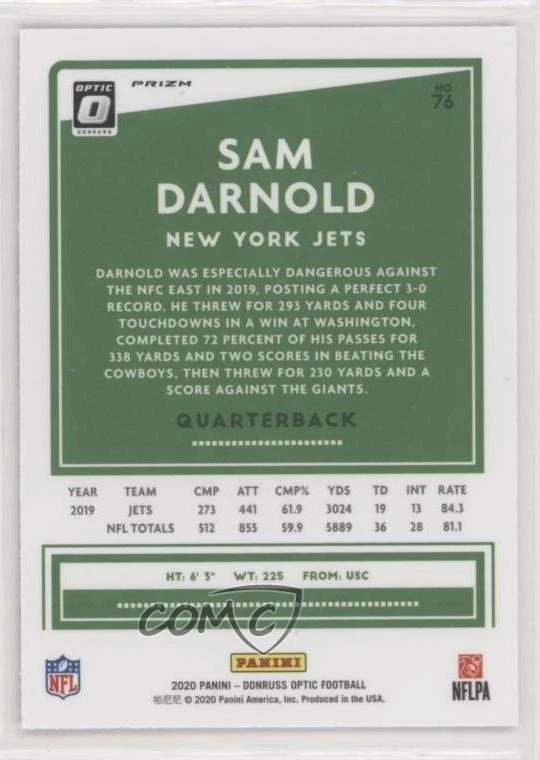 OPTIC
O
DONRUSS
PRIZM
NO.
76
SAM
DARNOLD
NEW YORK JETS
DARNOLD WAS ESPECIALLY DANGEROUS AGAINST
THE NFC EAST IN 2019, POSTING A PERFECT 3-0
RECORD. HE THREW FOR 293 YARDS AND FOUR
TOUCHDOWNS IN A WIN AT WASHINGTON,
COMPLETED 72 PERCENT OF HIS PASSES FOR
338 YARDS AND TWO SCORES IN BEATING THE
COWBOYS, THEN THREW FOR 230 YARDS AND A
SCORE AGAINST THE GIANTS.
QUARTERBACK
YEAR TEAM CMP ATT CMP% YDS TD INT RATE
2019 JETS 273 441 61.9 3024 19 13 84.3
NFL TOTALS 512 855 59.9 5889 36 28 81.1
HT: 6' 5" WT: 225 FROM: USC
COMC
PANINI
NFL
NFLPA
2020 PANINI – DONRUSS OPTIC FOOTBALL
帕尼尼 © 2020 Panini America, Inc. Produced in the USA.